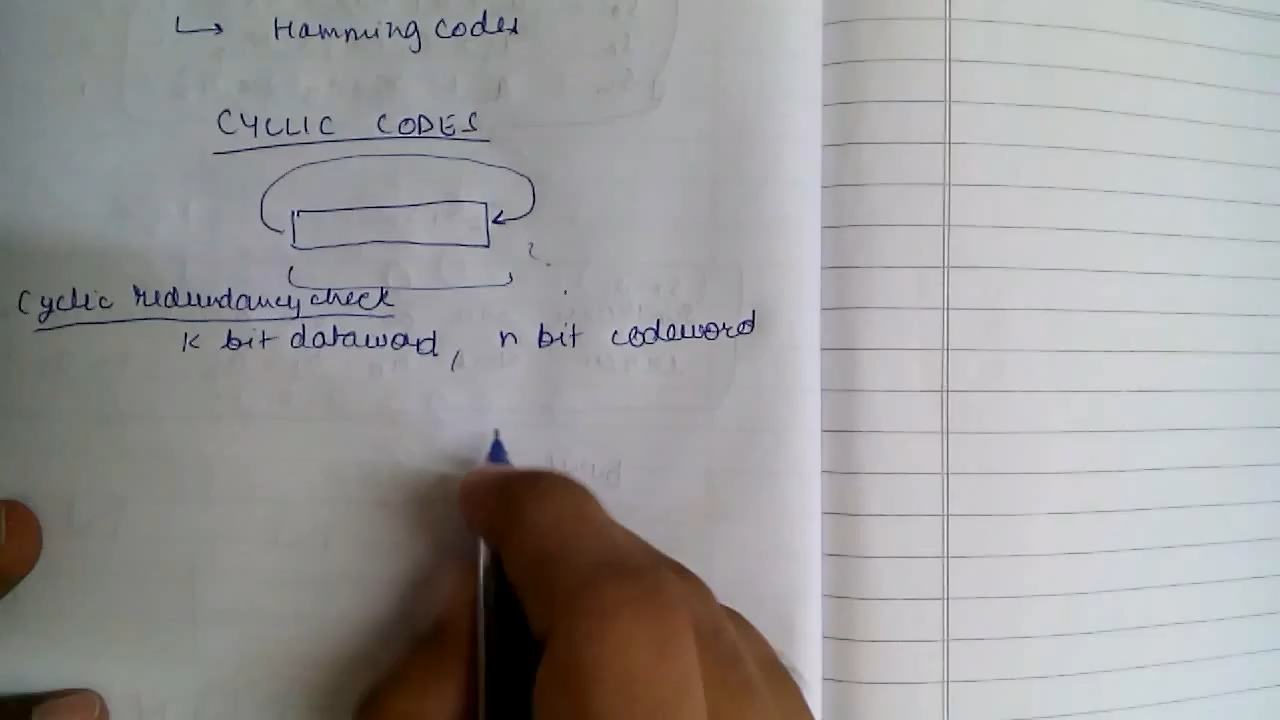 ↳ Hamming codes
CYCLIC CODES
Cyclic redundancy check
k bit dataword, n bit codeword